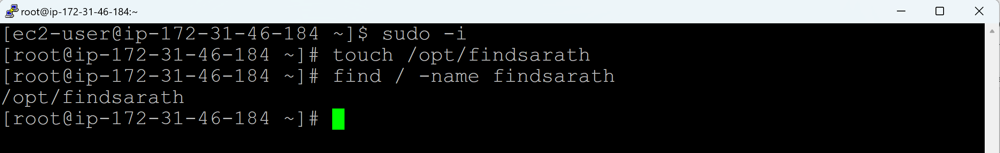 root@ip-172-31-46-184:~
[ec2-user@ip-172-31-46-184 ~]$ sudo -i
[root@ip-172-31-46-184 ~]# touch /opt/findsarath
[root@ip-172-31-46-184 ~]# find / -name findsarath
/opt/findsarath
[root@ip-172-31-46-184 ~]#